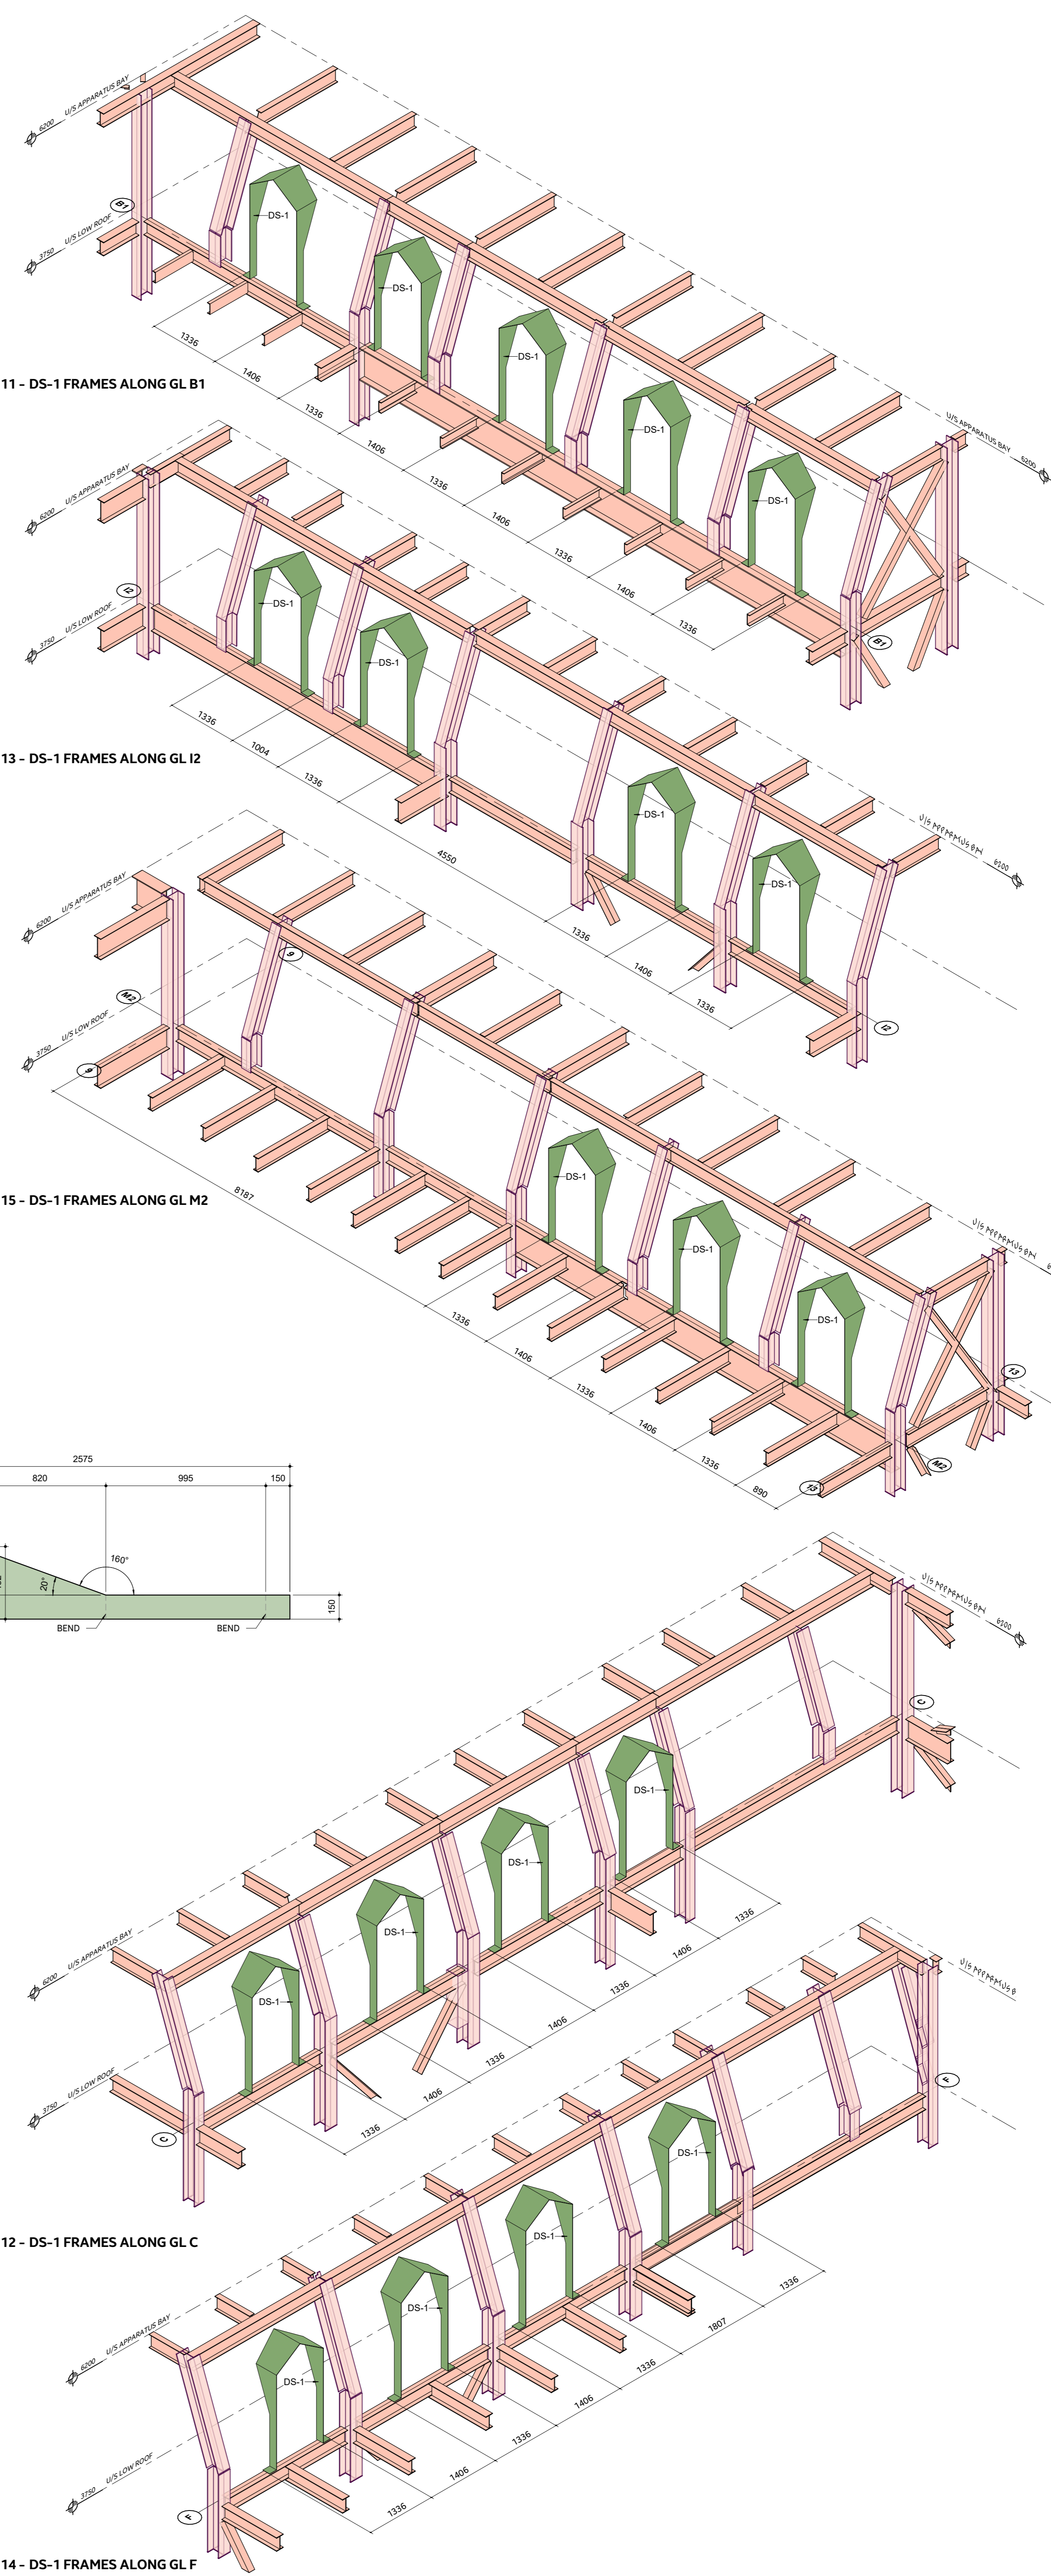 U/S APPARATUS BAY
6200
B1
U/S LOW ROOF
3750
DS-1
DS-1
DS-1
DS-1
DS-1
1336
1406
1336
1406
1336
1406
1336
1406
1336
U/S APPARATUS BAY
6200
B1
11 - DS-1 FRAMES ALONG GL B1
U/S APPARATUS BAY
6200
I2
U/S LOW ROOF
3750
DS-1
DS-1
DS-1
DS-1
1336
1004
1336
4550
1336
1406
1336
U/S APPARATUS BAY
6200
I2
13 - DS-1 FRAMES ALONG GL I2
U/S APPARATUS BAY
6200
9
M2
U/S LOW ROOF
3750
9
DS-1
DS-1
DS-1
8187
1336
1406
1336
1406
1336
890
U/S APPARATUS BAY
13
M2
13
15 - DS-1 FRAMES ALONG GL M2
2575
820
995
150
160°
20°
150
BEND
BEND
U/S APPARATUS BAY
6200
C
DS-1
DS-1
DS-1
DS-1
1336
1406
1336
1406
1336
1406
1336
U/S APPARATUS BAY
6200
U/S LOW ROOF
3750
C
12 - DS-1 FRAMES ALONG GL C
U/S APPARATUS B
F
DS-1
DS-1
DS-1
DS-1
1336
1807
1336
1406
1336
1406
1336
U/S APPARATUS BAY
6200
U/S LOW ROOF
3750
F
14 - DS-1 FRAMES ALONG GL F